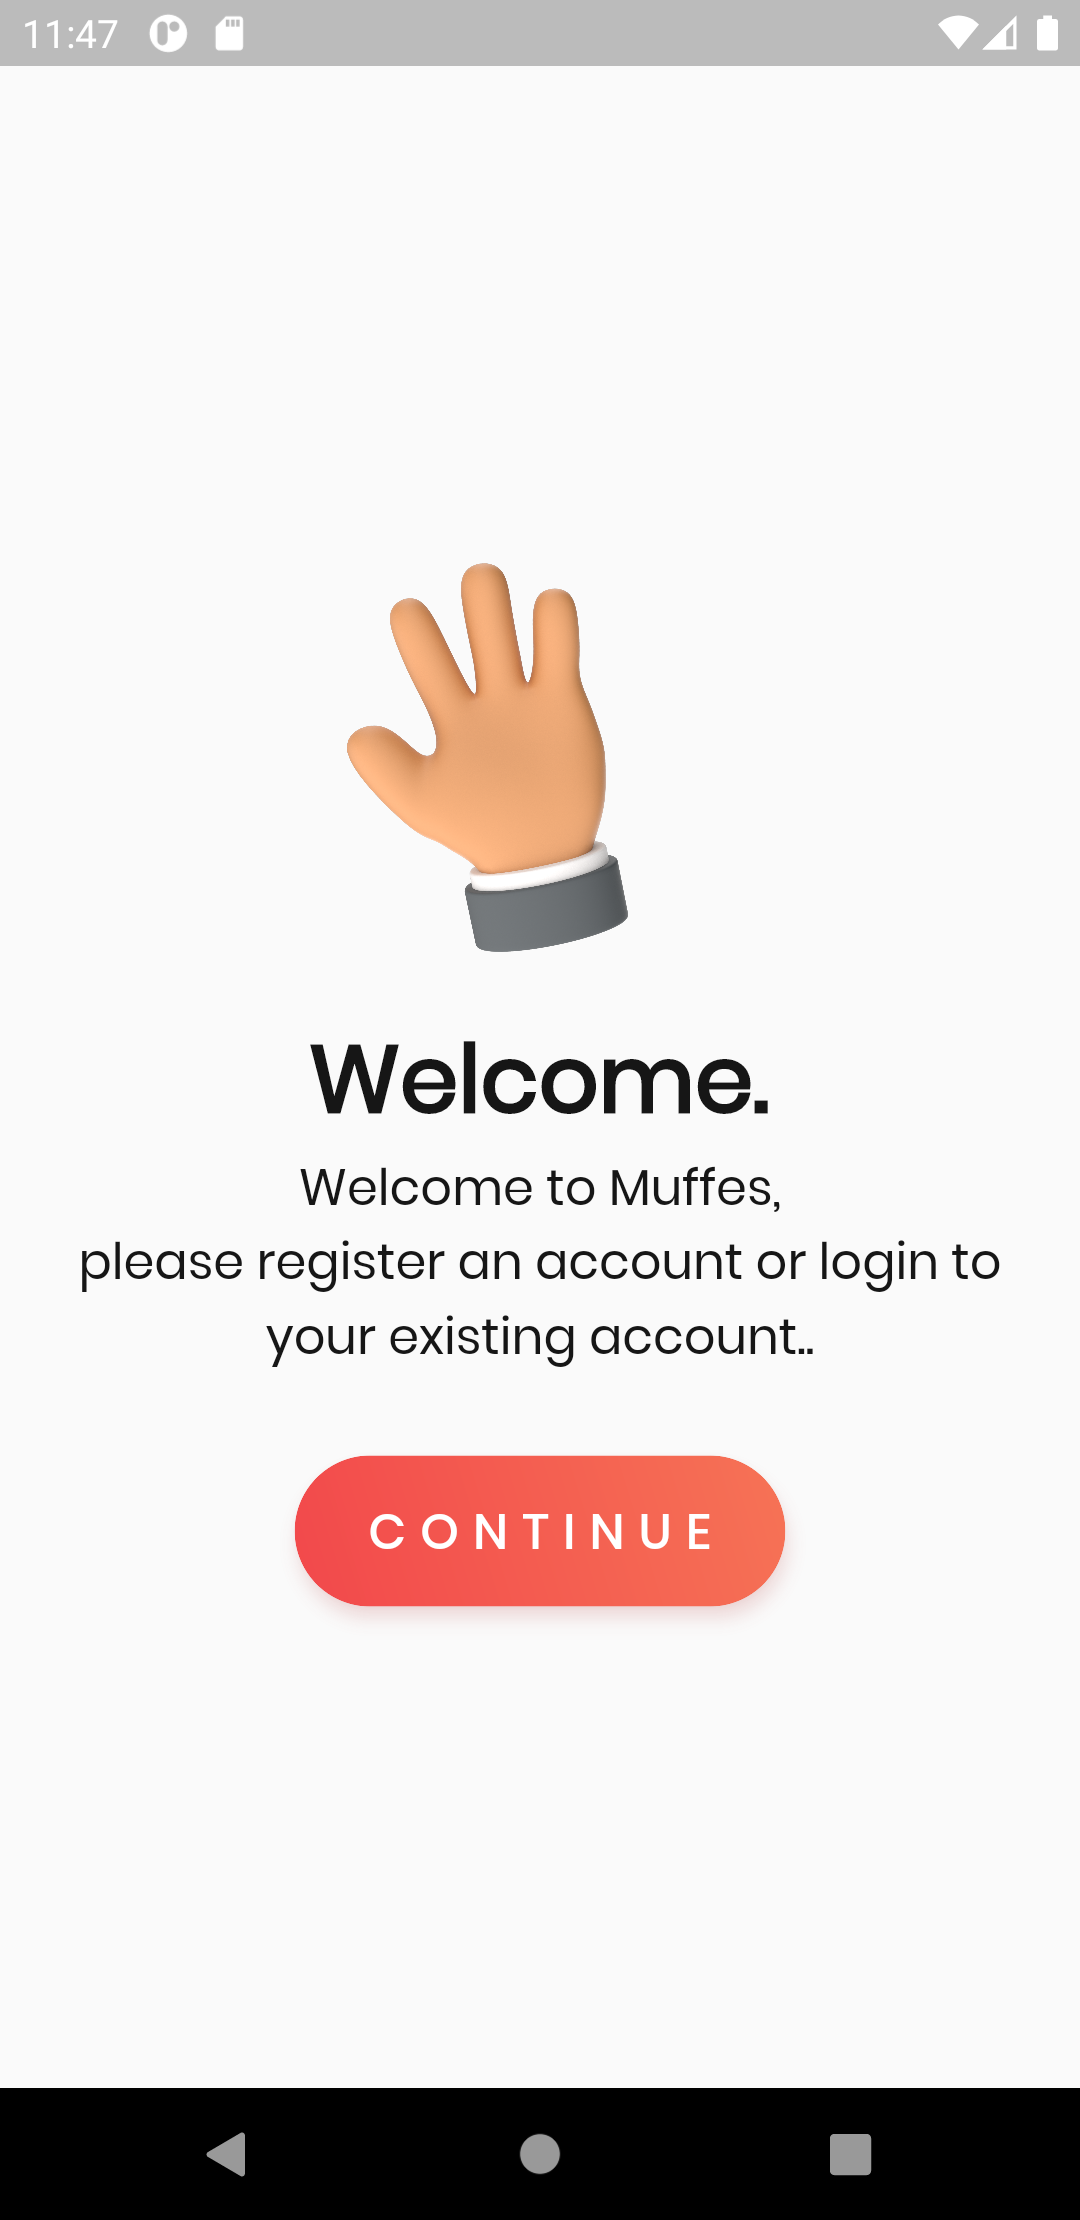 11:47
Welcome.
Welcome to Muffes,
please register an account or login to
your existing account..
CONTINUE